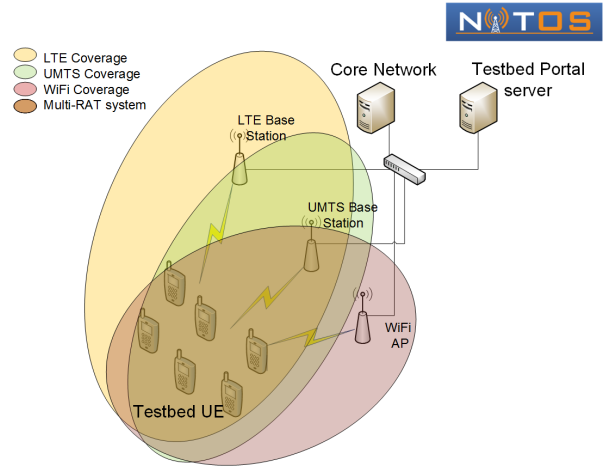 NITOS
LTE Coverage
UMTS Coverage
WiFi Coverage
Multi-RAT system
Core Network
Testbed Portal
server
LTE Base
Station
UMTS Base
Station
WiFi
AP
Testbed UE